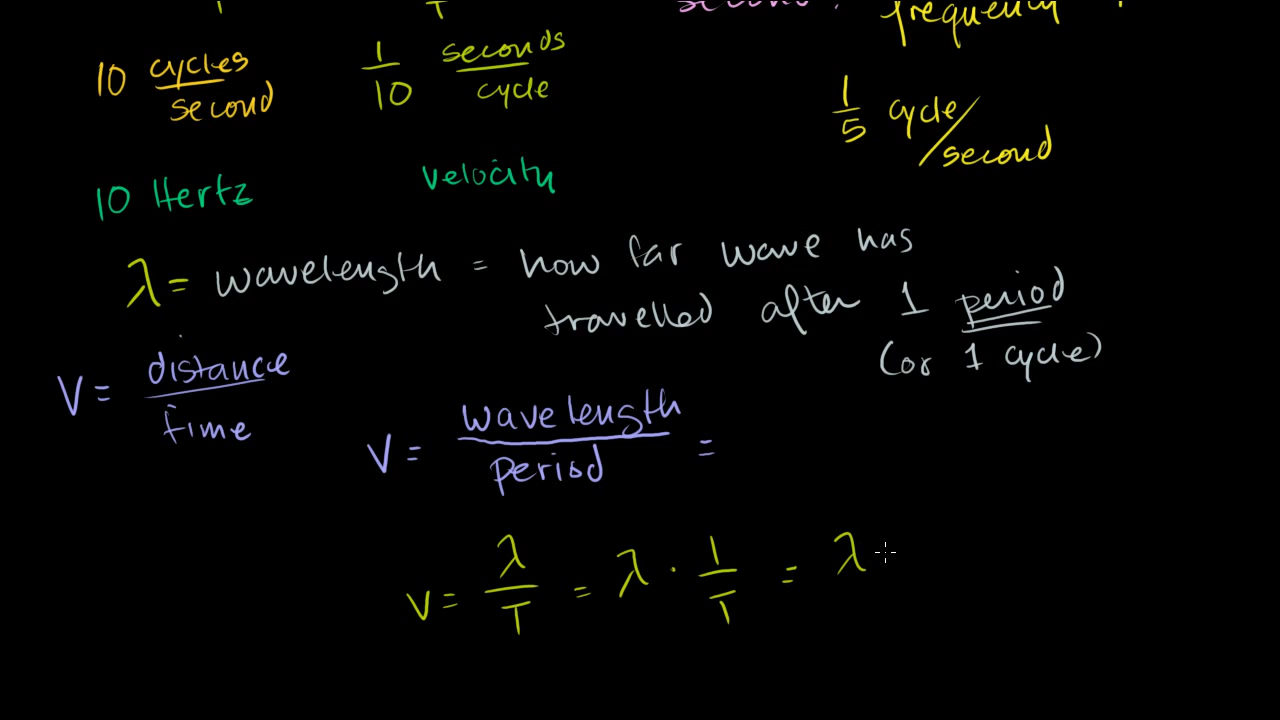 frequency
10 cycles/second
1/10 seconds/cycle
1/5 cycle/second
10 Hertz
velocity
λ = wavelength = how far wave has
travelled after 1 period
(or 1 cycle)
V = distance/time
V = wavelength/period =
v = λ/T = λ · 1/T = λ